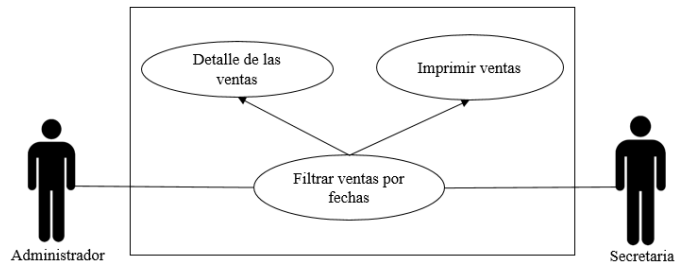 Detalle de las
ventas
Imprimir ventas
Filtrar ventas por
fechas
Administrador
Secretaria